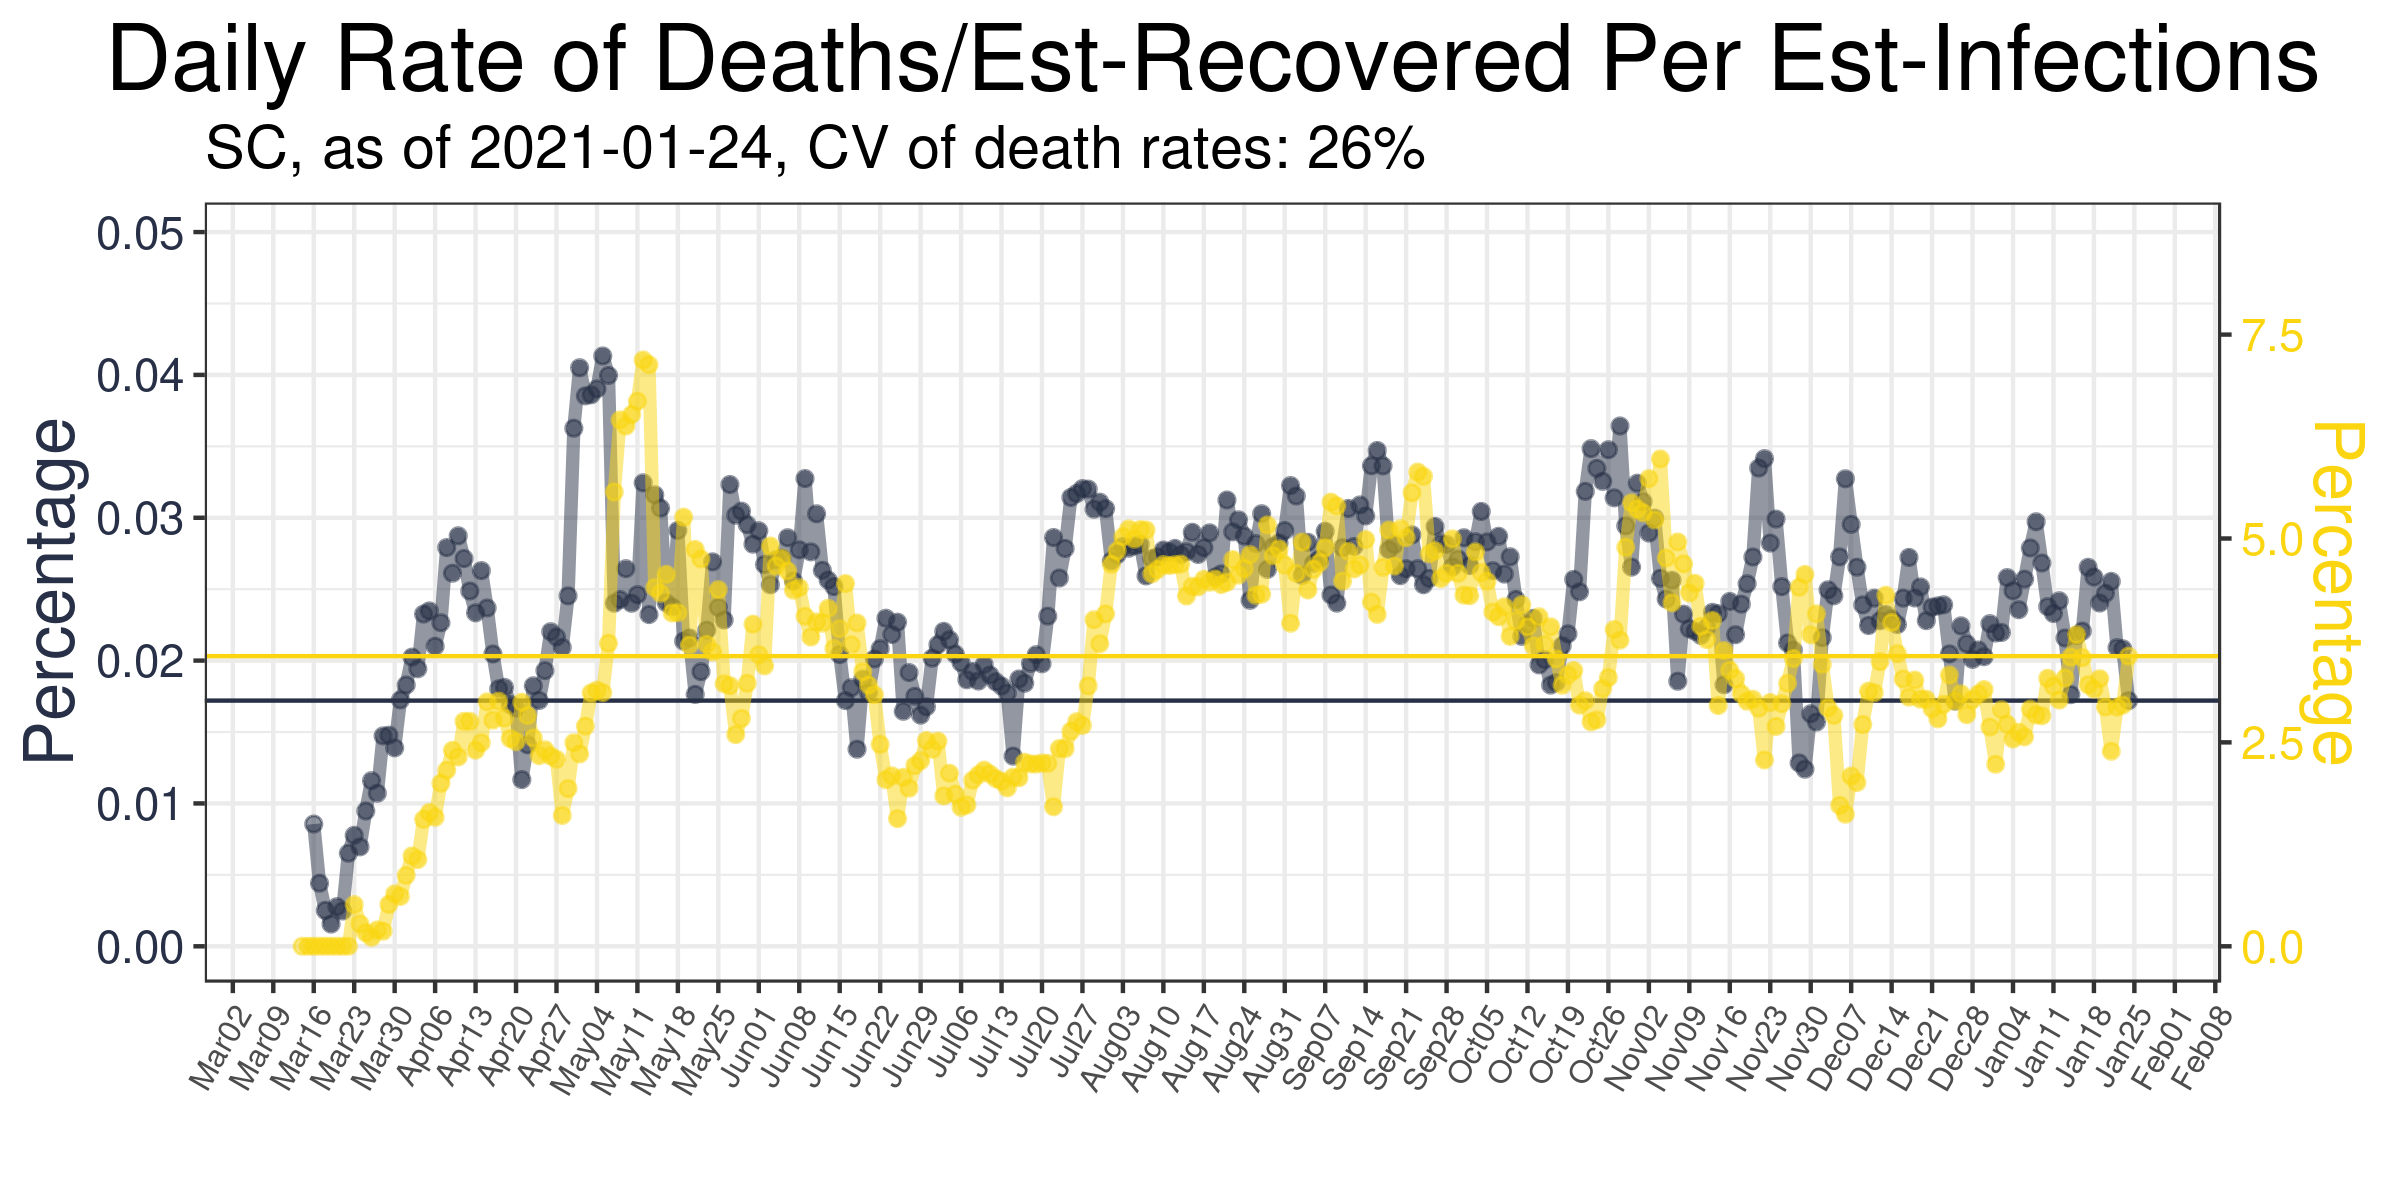 Daily Rate of Deaths/Est-Recovered Per Est-Infections
SC, as of 2021-01-24, CV of death rates: 26%
Percentage
0.05
0.04
0.03
0.02
0.01
0.00
7.5
5.0
2.5
0.0
Percentage
Mar02
Mar09
Mar16
Mar23
Mar30
Apr06
Apr13
Apr20
Apr27
May04
May11
May18
May25
Jun01
Jun08
Jun15
Jun22
Jun29
Jul06
Jul13
Jul20
Jul27
Aug03
Aug10
Aug17
Aug24
Aug31
Sep07
Sep14
Sep21
Sep28
Oct05
Oct12
Oct19
Oct26
Nov02
Nov09
Nov16
Nov23
Nov30
Dec07
Dec14
Dec21
Dec28
Jan04
Jan11
Jan18
Jan25
Feb01
Feb08